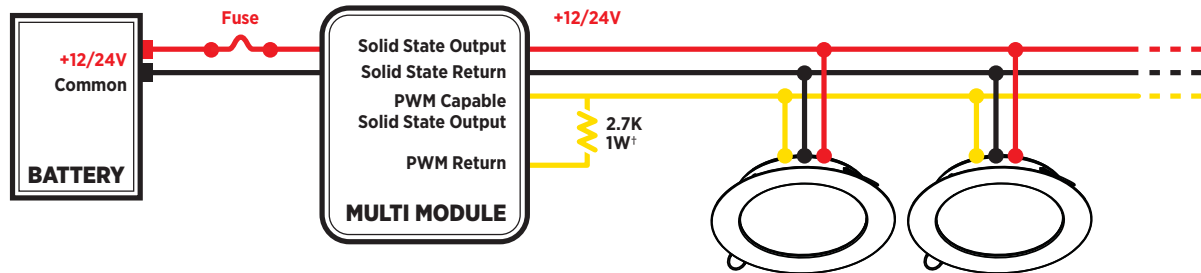 Fuse
+12/24V
Common
BATTERY
Solid State Output
Solid State Return
PWM Capable
Solid State Output
PWM Return
MULTI MODULE
+12/24V
2.7K
1W†